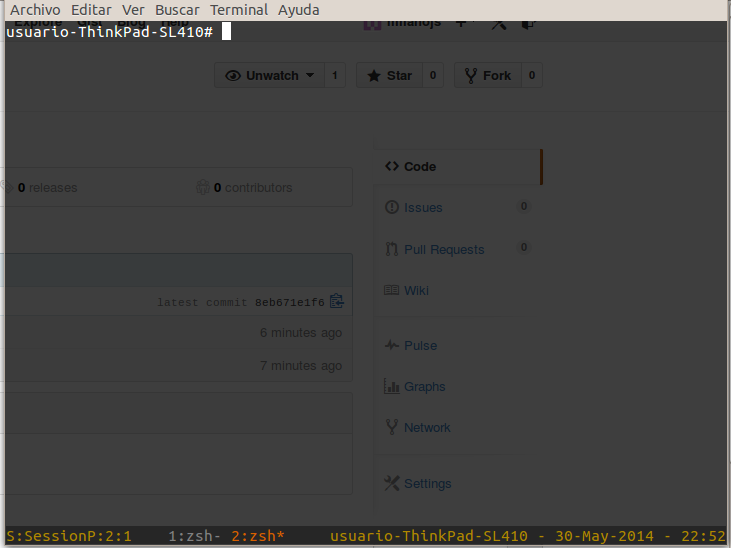 Archivo Editar Ver Buscar Terminal Ayuda
Explore Gist Blog Help
usuario-ThinkPad-SL410#
Unwatch 1 Star 0 Fork 0
Code
0 releases 0 contributors
Issues 0
Pull Requests 0
Wiki
latest commit 8eb671e1f6
6 minutes ago
Pulse
7 minutes ago
Graphs
Network
Settings
S:SessionP:2:1 1:zsh- 2:zsh* usuario-ThinkPad-SL410 - 30-May-2014 - 22:52